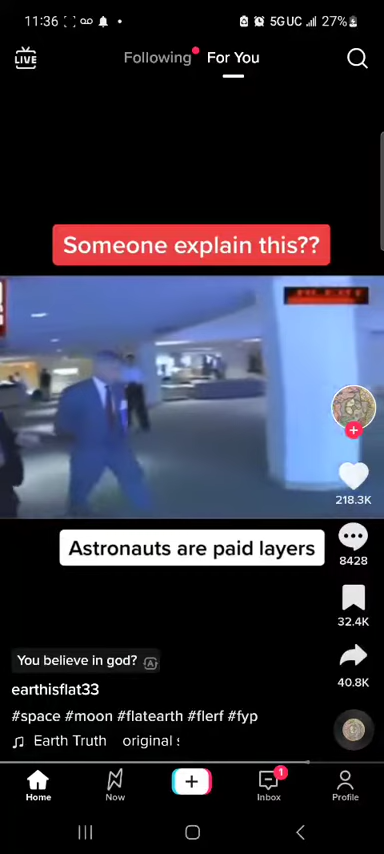 11:36
5GUC
27%
LIVE
Following
For You
Someone explain this??
218.3K
Astronauts are paid layers
8428
32.4K
You believe in god?
40.8K
earthisflat33
#space #moon #flatearth #flerf #fyp
Earth Truth original
1
Home
Now
Inbox
Profile